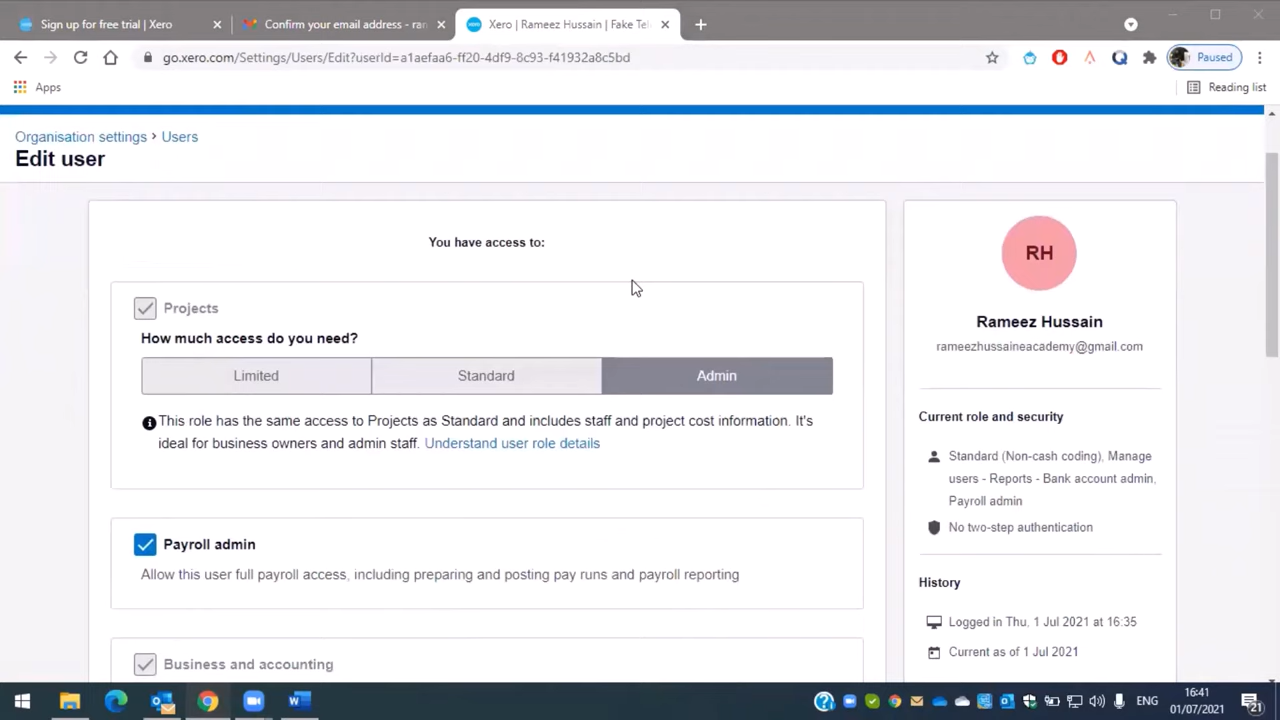 Sign up for free trial | Xero
Confirm your email address - ran
Xero | Rameez Hussain | Fake Tel
go.xero.com/Settings/Users/Edit?userId=a1aefaa6-ff20-4df9-8c93-f41932a8c5bd
Paused
Apps
Reading list
Organisation settings › Users
Edit user
You have access to:
Projects
How much access do you need?
Limited
Standard
Admin
This role has the same access to Projects as Standard and includes staff and project cost information. It's
ideal for business owners and admin staff. Understand user role details
Payroll admin
Allow this user full payroll access, including preparing and posting pay runs and payroll reporting
Business and accounting
RH
Rameez Hussain
rameezhussaineacademy@gmail.com
Current role and security
Standard (Non-cash coding), Manage
users - Reports - Bank account admin,
Payroll admin
No two-step authentication
History
Logged in Thu, 1 Jul 2021 at 16:35
Current as of 1 Jul 2021
ENG
16:41
01/07/2021
21